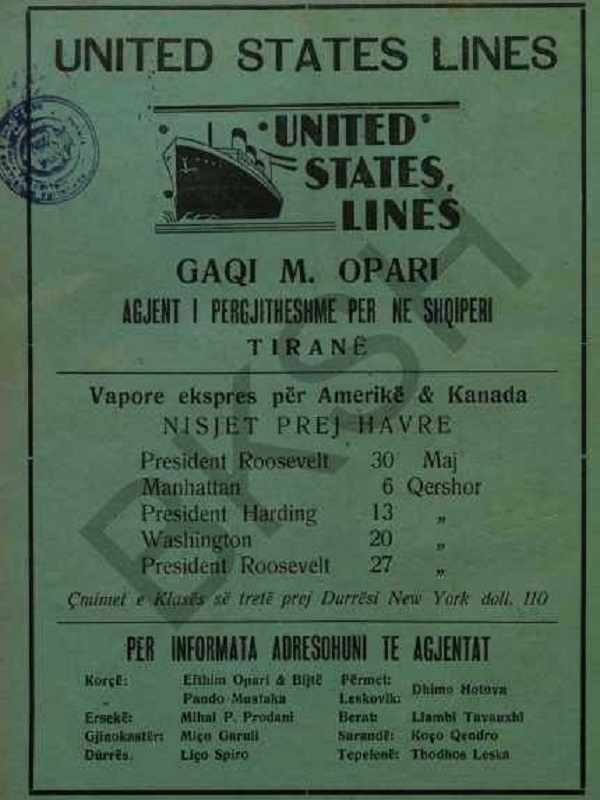 UNITED STATES LINES
UNITED
STATES
LINES
GAQI M. OPARI
AGJENT I PERGJITHESHME PER NE SHQIPERI
TIRANË
Vapore ekspres për Amerikë & Kanada
NISJET PREJ HAVRE
President Roosevelt 30 Maj
Manhattan 6 Qershor
President Harding 13 „
Washington 20 „
President Roosevelt 27 „
Çmimet e Klasës së tretë prej Durrësi New York doll. 110
PËR INFORMATA ADRESOHUNI TE AGJENTAT
Korçë: Efthim Opari & Bijtë Përmet:
„ Pando Mustaka Leskovik: Dhimo Hotova
Ersekë: Mihal P. Prodani Berat: Llambi Tavanxhi
Gjinokastër: Miço Garuli Sarandë: Koço Qendro
Dürrës. Liço Spiro Tepelenë: Thodhos Leska
BKSH